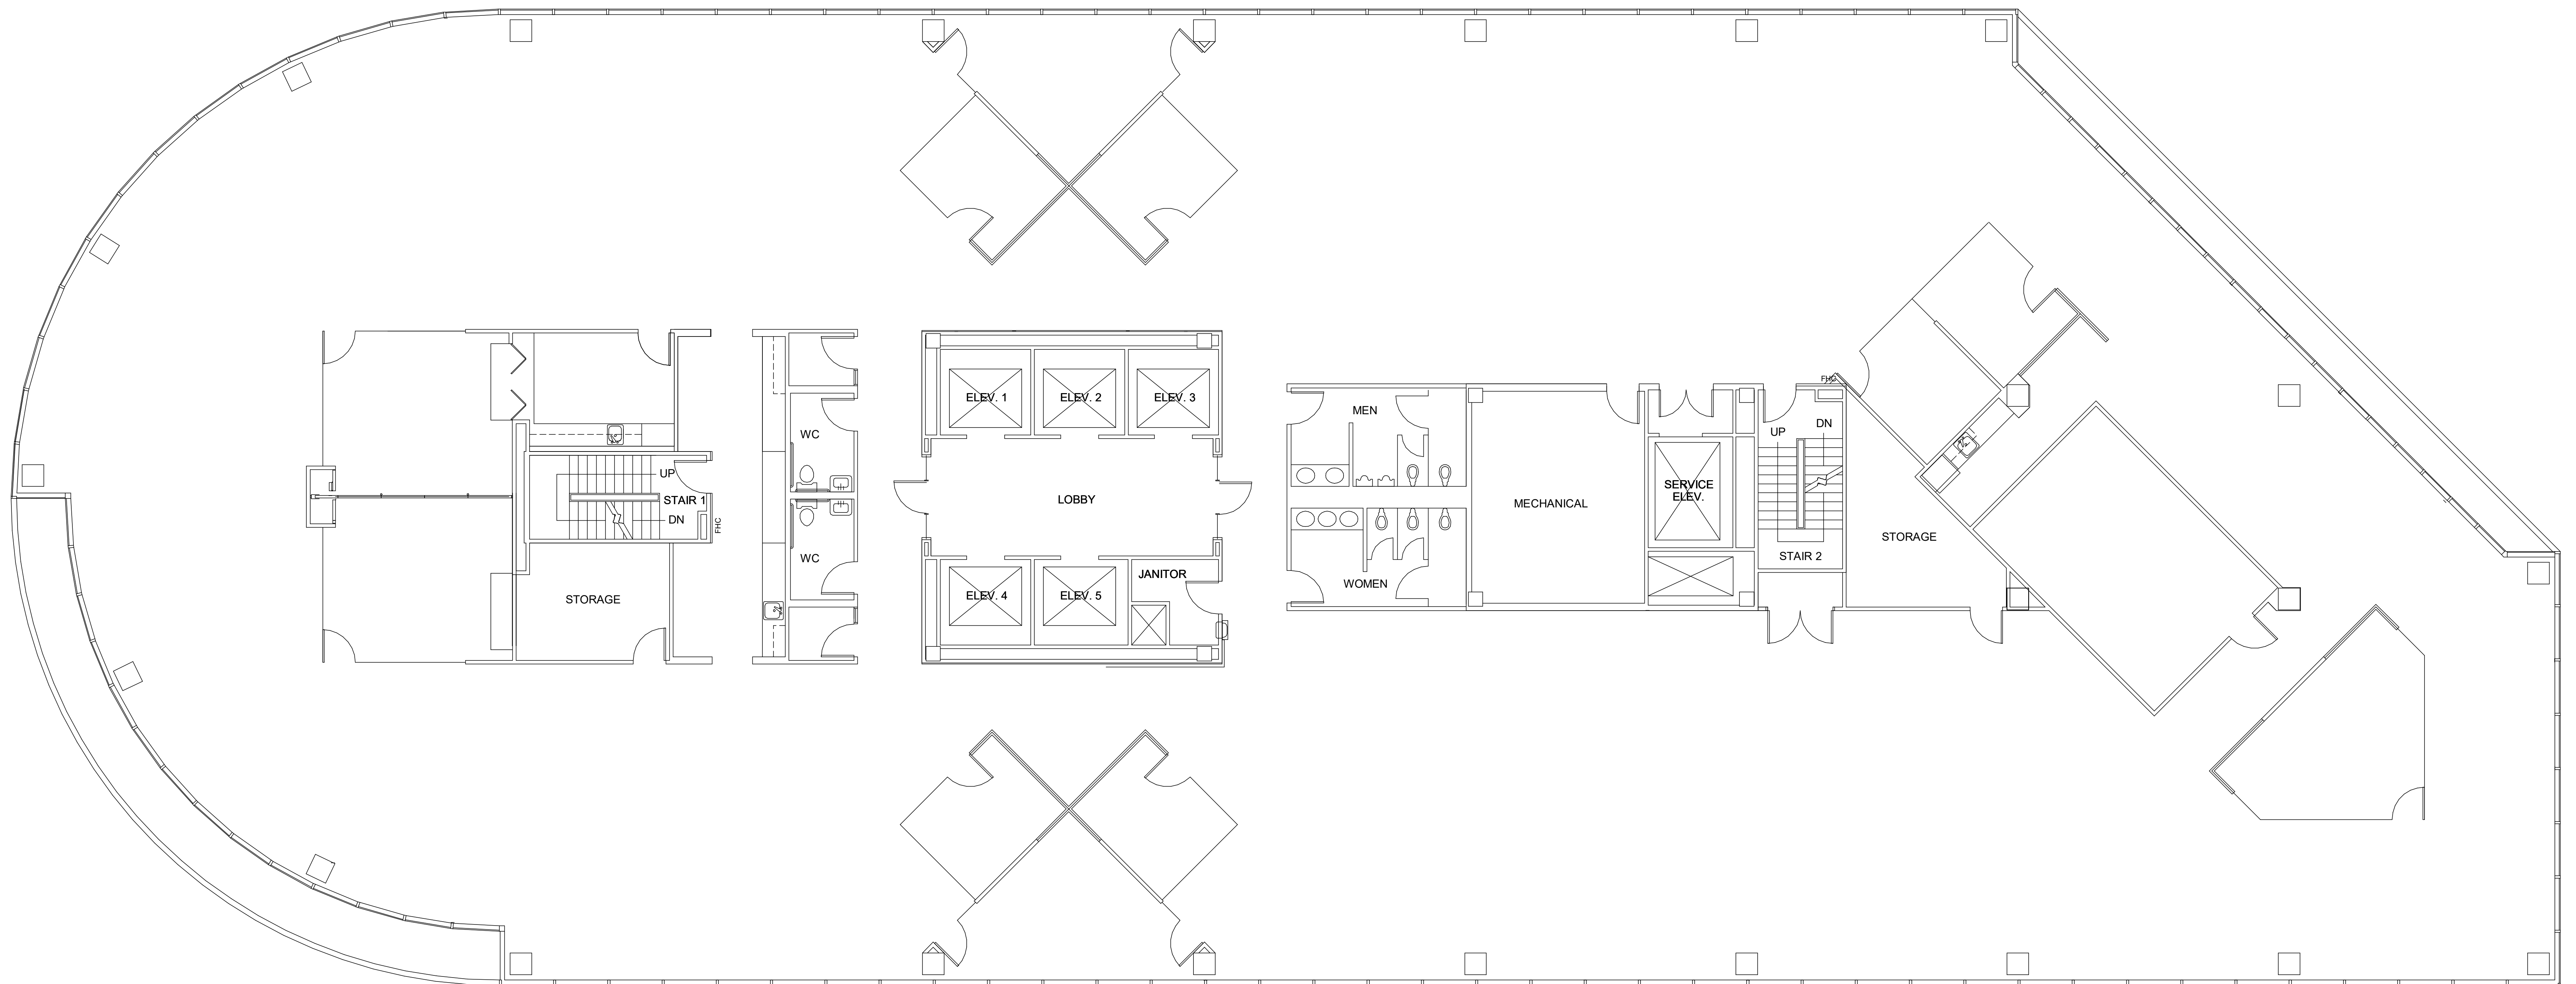 ELEV. 1
ELEV. 2
ELEV. 3
FHC
MEN
UP
DN
WC
UP
STAIR 1
DN
FHC
LOBBY
MECHANICAL
SERVICE
ELEV.
STORAGE
WC
STAIR 2
JANITOR
WOMEN
STORAGE
ELEV. 4
ELEV. 5